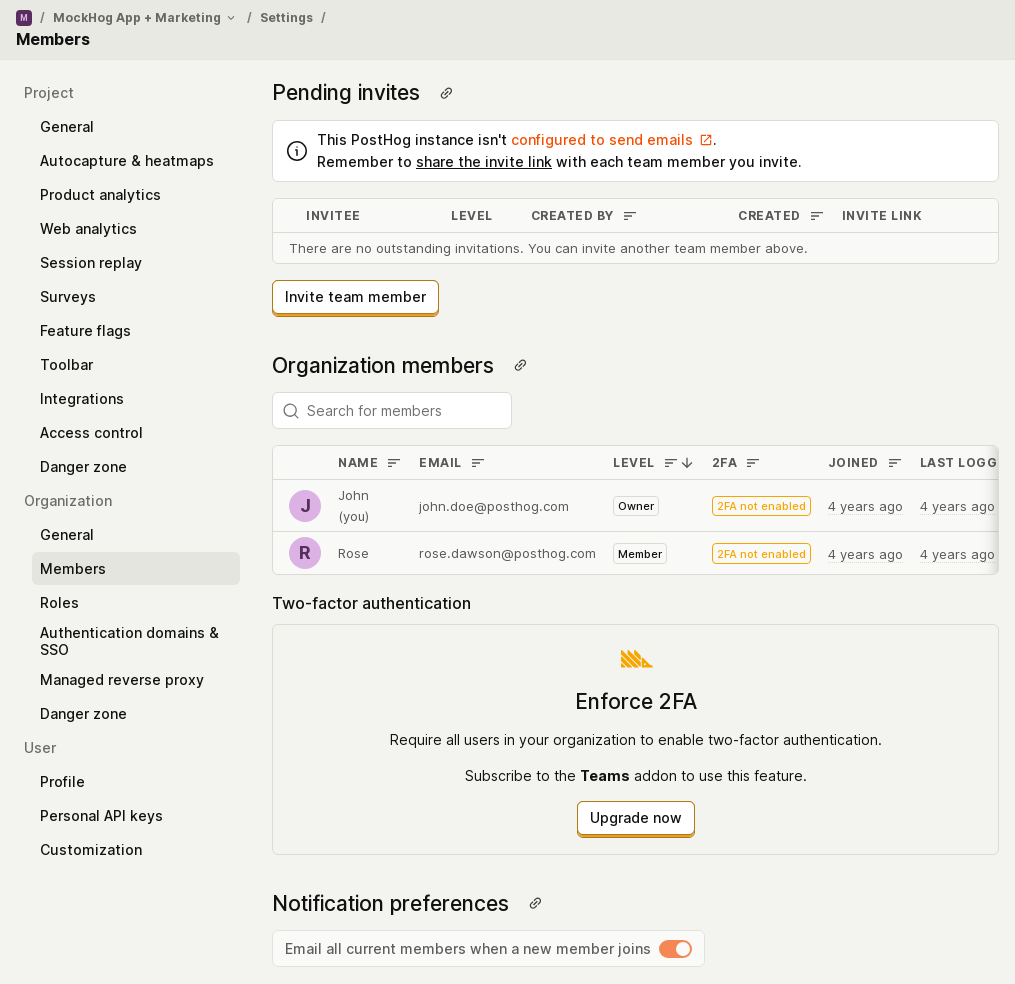 M / MockHog App + Marketing / Settings /
Members
Project
General
Autocapture & heatmaps
Product analytics
Web analytics
Session replay
Surveys
Feature flags
Toolbar
Integrations
Access control
Danger zone
Organization
General
Members
Roles
Authentication domains &
SSO
Managed reverse proxy
Danger zone
User
Profile
Personal API keys
Customization
Pending invites
This PostHog instance isn't configured to send emails .
Remember to share the invite link with each team member you invite.
INVITEE LEVEL CREATED BY CREATED INVITE LINK
There are no outstanding invitations. You can invite another team member above.
Invite team member
Organization members
Search for members
NAME EMAIL LEVEL 2FA JOINED LAST LOGG
J John (you) john.doe@posthog.com Owner 2FA not enabled 4 years ago 4 years ago
R Rose rose.dawson@posthog.com Member 2FA not enabled 4 years ago 4 years ago
Two-factor authentication
Enforce 2FA
Require all users in your organization to enable two-factor authentication.
Subscribe to the Teams addon to use this feature.
Upgrade now
Notification preferences
Email all current members when a new member joins